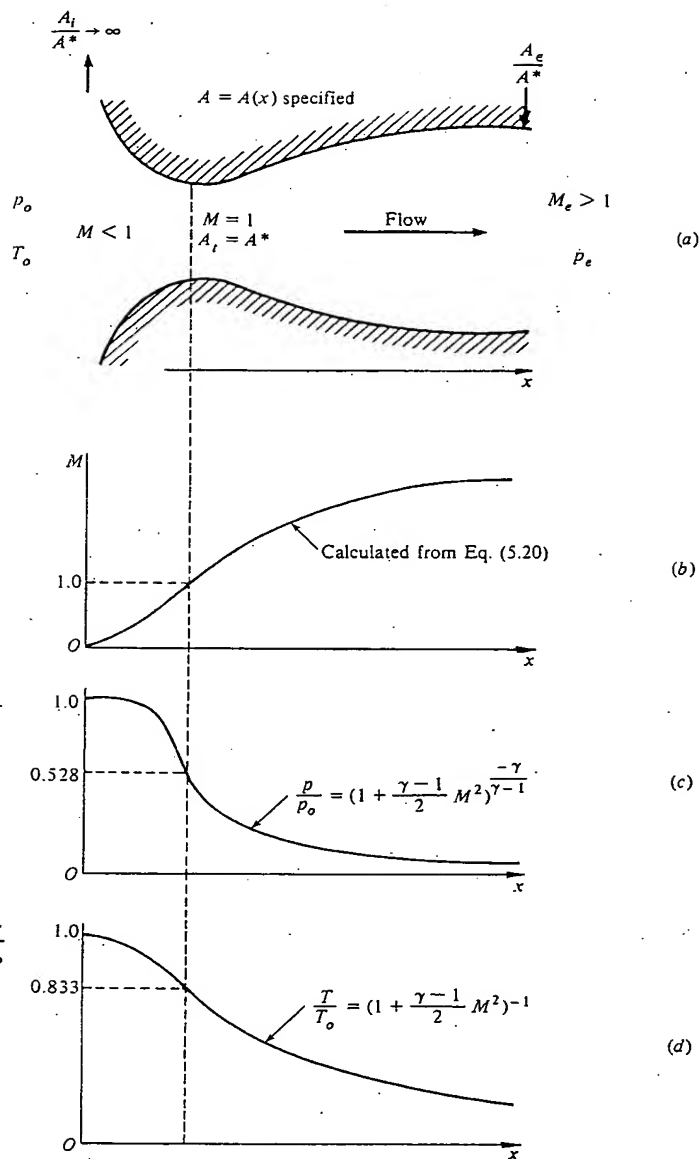 A_i/A* → ∞
A_e/A*
A = A(x) specified
p_o
T_o
M < 1
M = 1
A_t = A*
Flow
M_e > 1
p_e
(a)
x
M
1.0
O
Calculated from Eq. (5.20)
x
(b)
1.0
0.528
O
p/p_o = (1 + (γ − 1)/2 M²)^(−γ/(γ−1))
x
(c)
1.0
0.833
O
T/T_o = (1 + (γ − 1)/2 M²)⁻¹
x
(d)